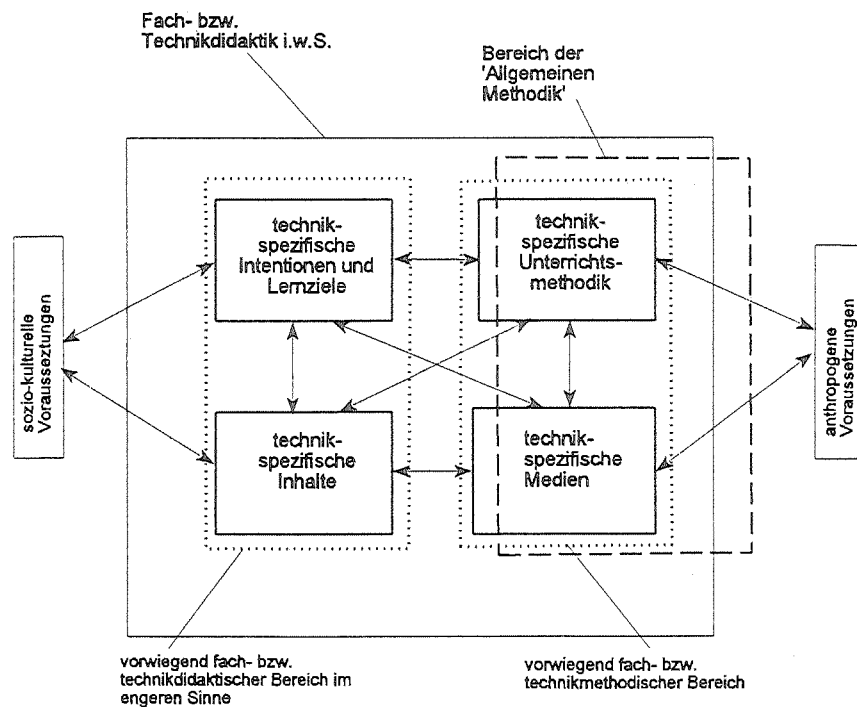 Fach- bzw.
Technikdidaktik i.w.S.
Bereich der
'Allgemeinen
Methodik'
technik-
spezifische
Intentionen und
Lernziele
technik-
spezifische
Unterrichts-
methodik
sozio-kulturelle
Voraussetzungen
anthropogene
Voraussetzungen
technik-
spezifische
Inhalte
technik-
spezifische
Medien
vorwiegend fach- bzw.
technikdidaktischer Bereich im
engeren Sinne
vorwiegend fach- bzw.
technikmethodischer Bereich